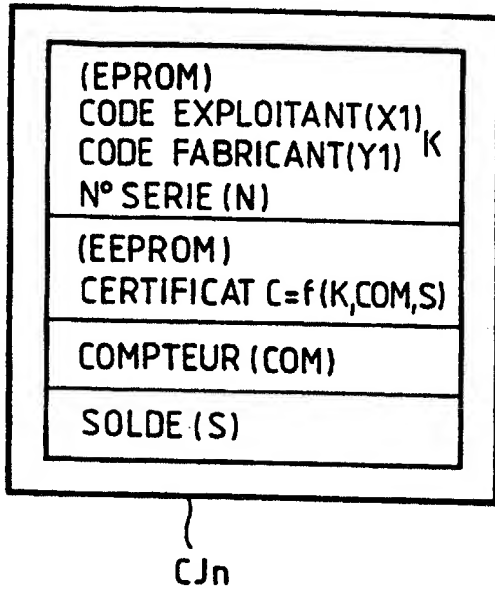 (EPROM)
CODE EXPLOITANT(X1)
CODE FABRICANT(Y1) K
N° SERIE (N)
(EEPROM)
CERTIFICAT C=f(K,COM,S)
COMPTEUR (COM)
SOLDE (S)
CJn